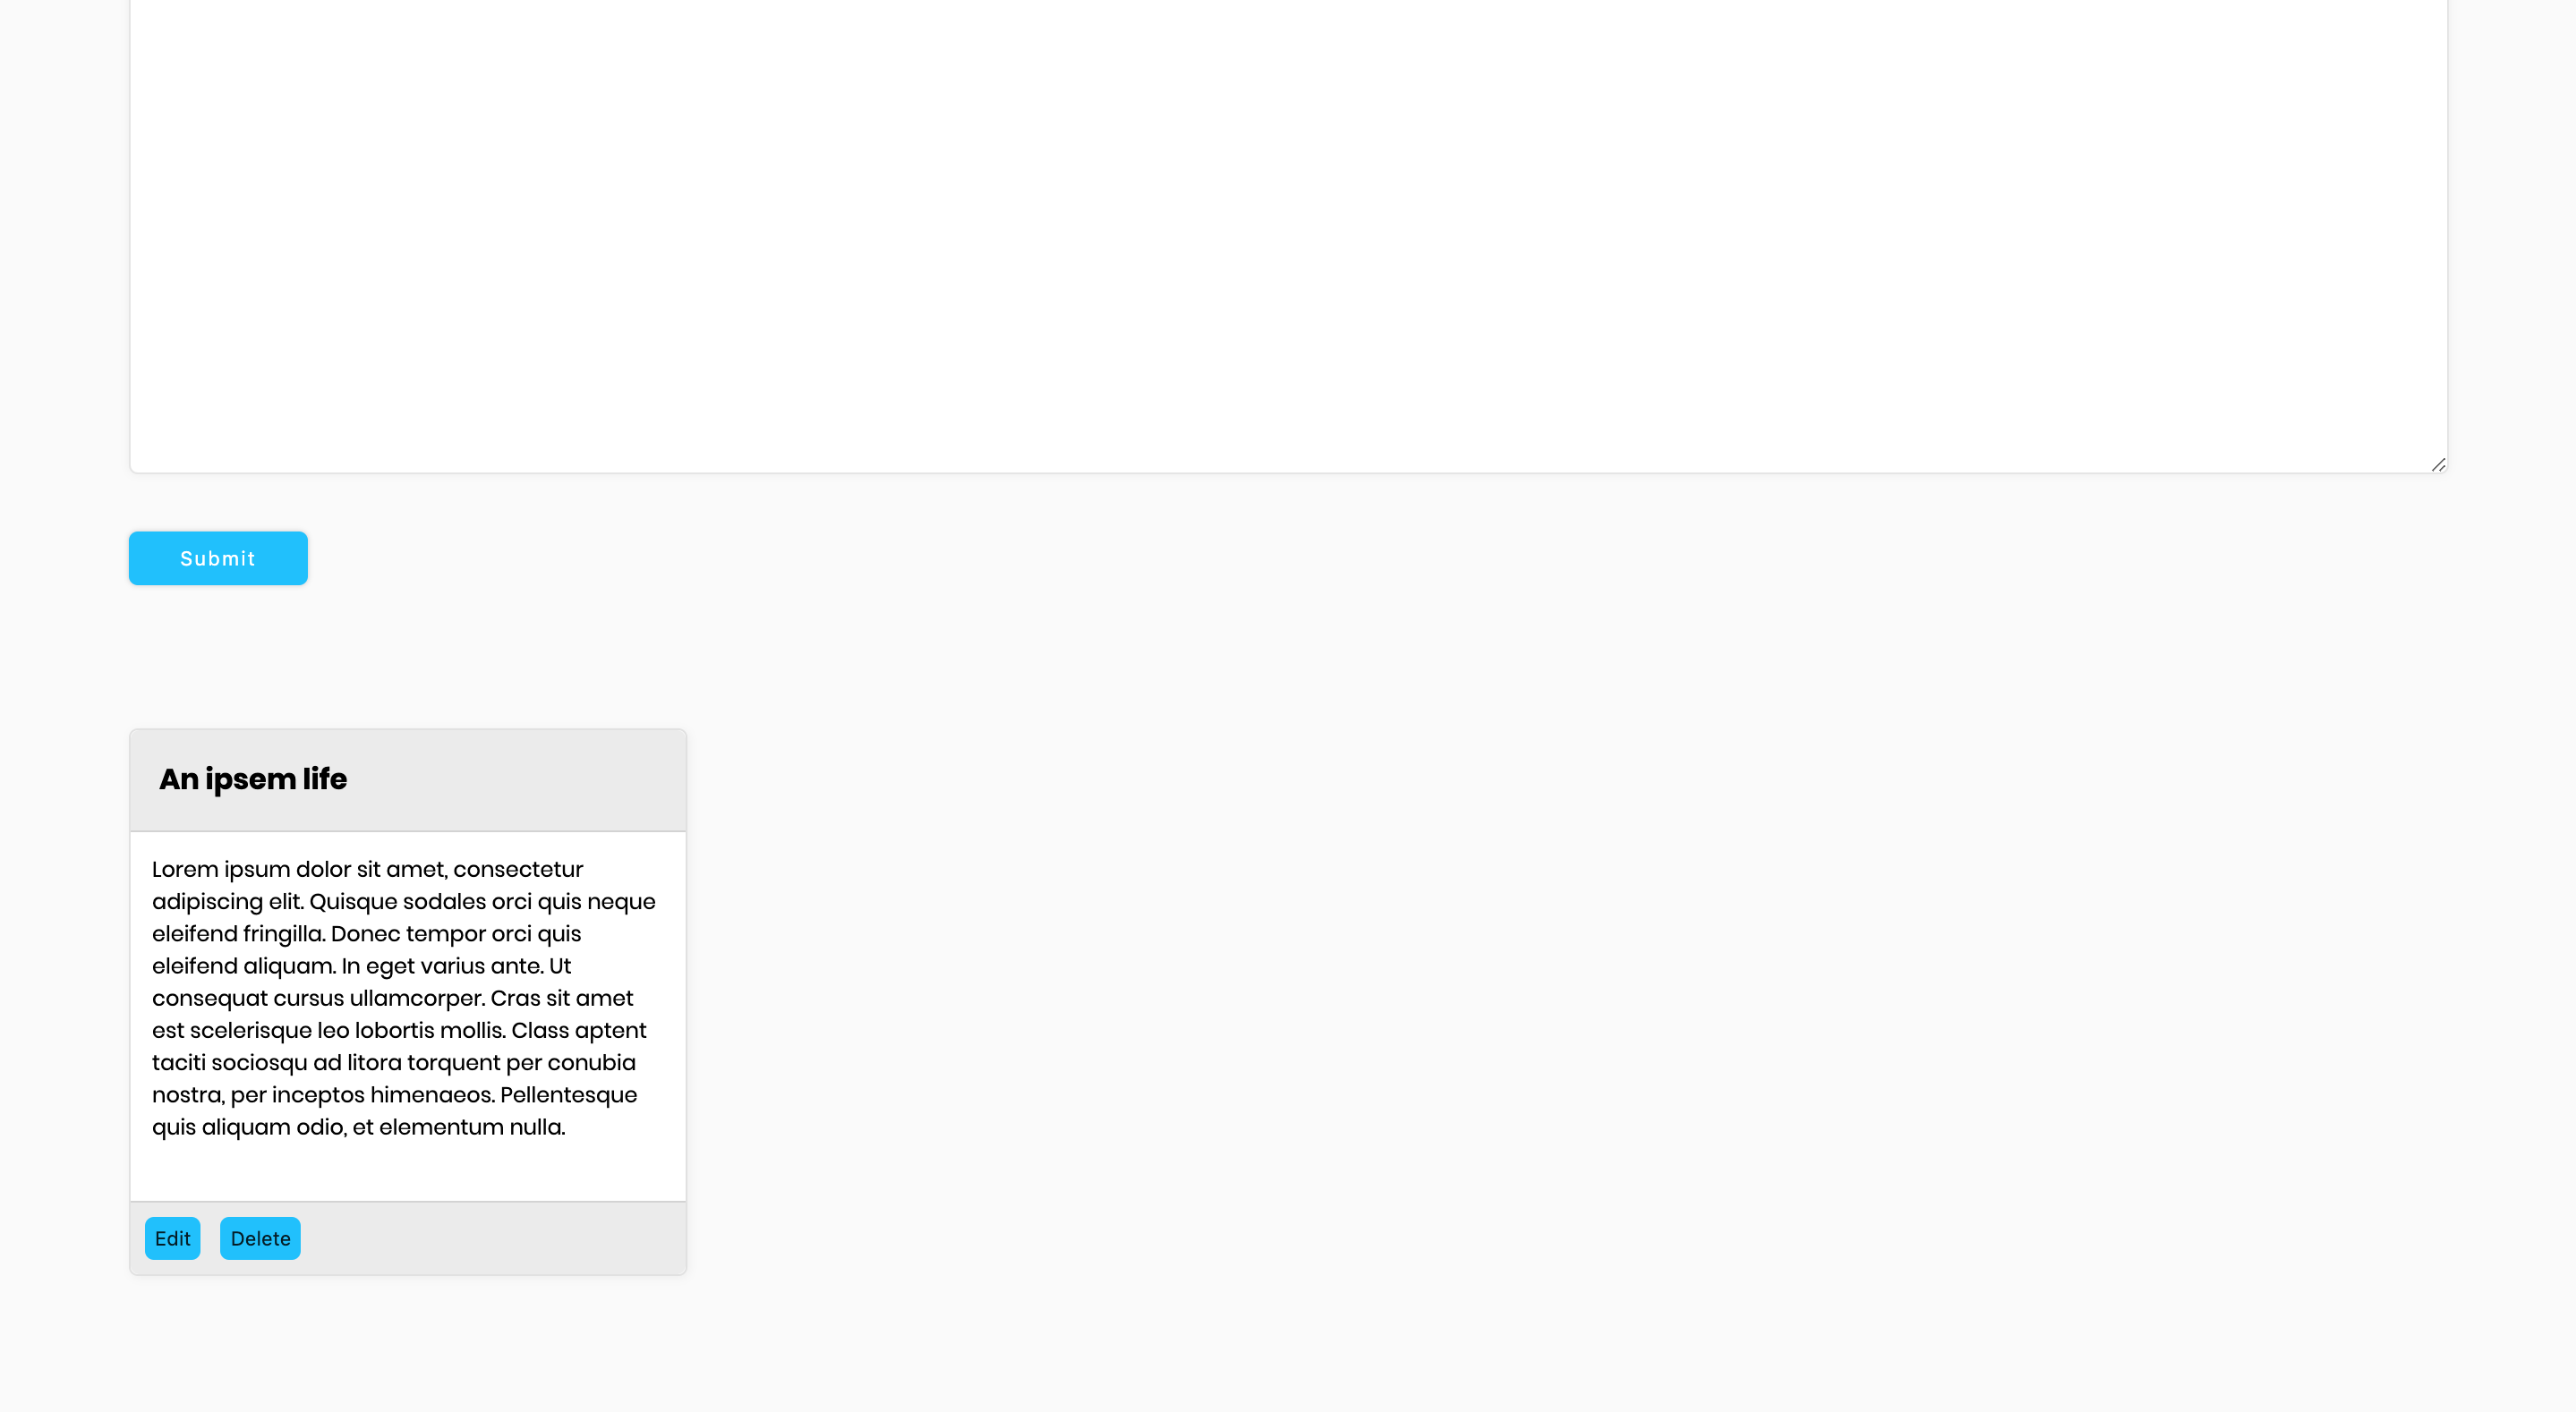 Submit
An ipsem life
Lorem ipsum dolor sit amet, consectetur
adipiscing elit. Quisque sodales orci quis neque
eleifend fringilla. Donec tempor orci quis
eleifend aliquam. In eget varius ante. Ut
consequat cursus ullamcorper. Cras sit amet
est scelerisque leo lobortis mollis. Class aptent
taciti sociosqu ad litora torquent per conubia
nostra, per inceptos himenaeos. Pellentesque
quis aliquam odio, et elementum nulla.
Edit Delete